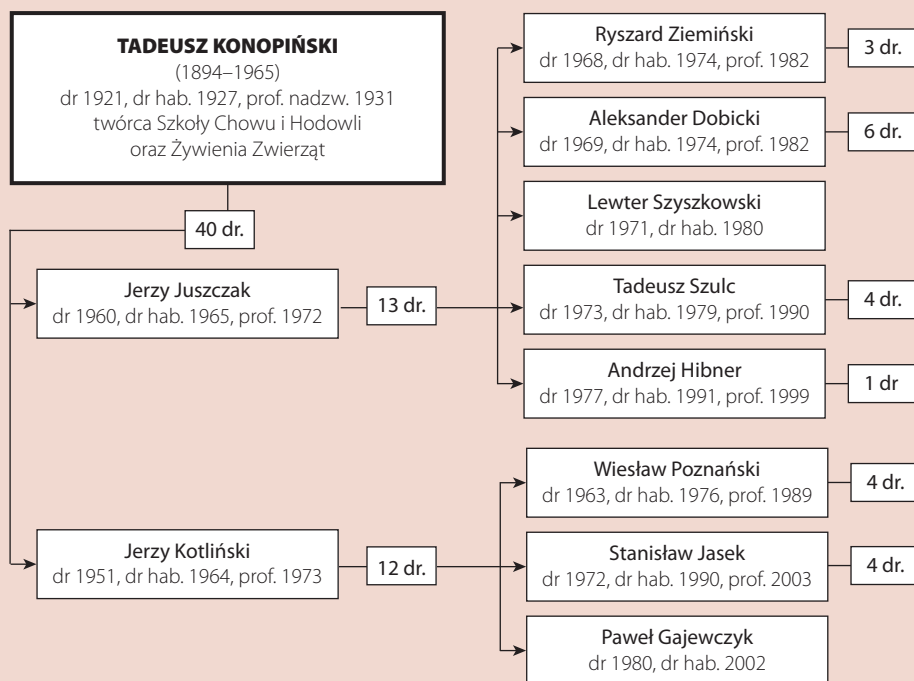 TADEUSZ KONOPIŃSKI
(1894–1965)
dr 1921, dr hab. 1927, prof. nadzw. 1931
twórca Szkoły Chowu i Hodowli
oraz Żywienia Zwierząt
40 dr.
Jerzy Juszczak
dr 1960, dr hab. 1965, prof. 1972
13 dr.
Ryszard Ziemiński
dr 1968, dr hab. 1974, prof. 1982
3 dr.
Aleksander Dobicki
dr 1969, dr hab. 1974, prof. 1982
6 dr.
Lewter Szyszkowski
dr 1971, dr hab. 1980
Tadeusz Szulc
dr 1973, dr hab. 1979, prof. 1990
4 dr.
Andrzej Hibner
dr 1977, dr hab. 1991, prof. 1999
1 dr
Jerzy Kotliński
dr 1951, dr hab. 1964, prof. 1973
12 dr.
Wiesław Poznański
dr 1963, dr hab. 1976, prof. 1989
4 dr.
Stanisław Jasek
dr 1972, dr hab. 1990, prof. 2003
4 dr.
Paweł Gajewczyk
dr 1980, dr hab. 2002